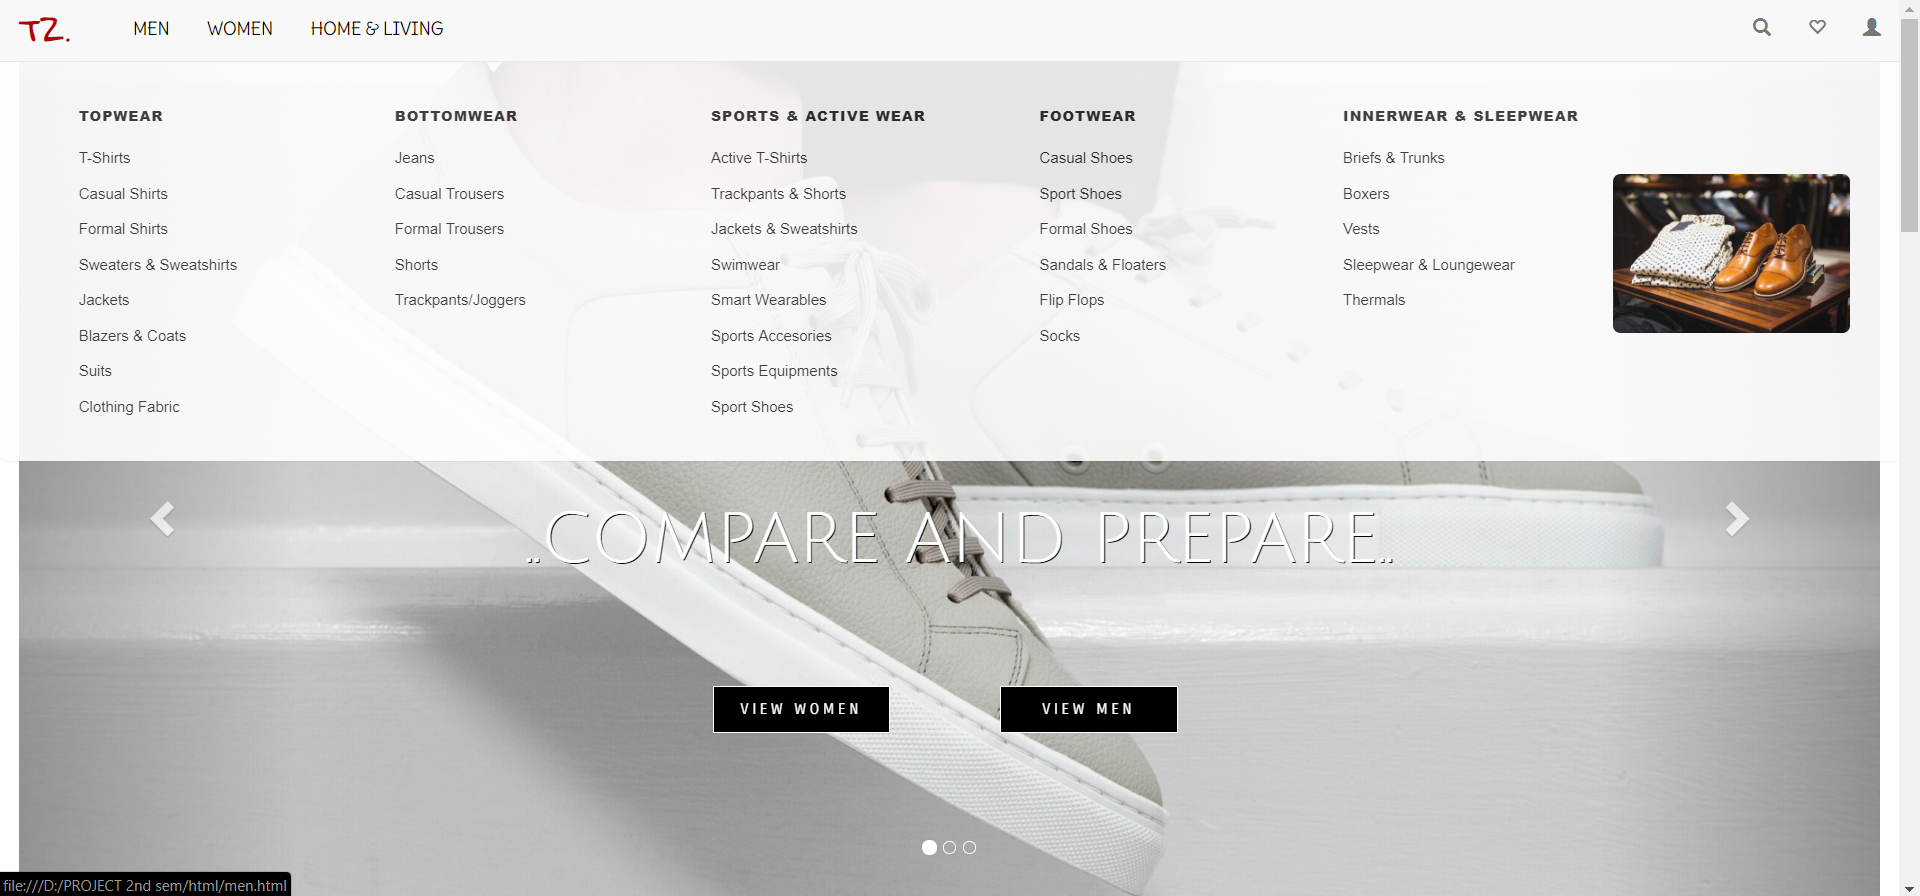 TZ.
MEN WOMEN HOME & LIVING
TOPWEAR
T-Shirts
Casual Shirts
Formal Shirts
Sweaters & Sweatshirts
Jackets
Blazers & Coats
Suits
Clothing Fabric
BOTTOMWEAR
Jeans
Casual Trousers
Formal Trousers
Shorts
Trackpants/Joggers
SPORTS & ACTIVE WEAR
Active T-Shirts
Trackpants & Shorts
Jackets & Sweatshirts
Swimwear
Smart Wearables
Sports Accesories
Sports Equipments
Sport Shoes
FOOTWEAR
Casual Shoes
Sport Shoes
Formal Shoes
Sandals & Floaters
Flip Flops
Socks
INNERWEAR & SLEEPWEAR
Briefs & Trunks
Boxers
Vests
Sleepwear & Loungewear
Thermals
..COMPARE AND PREPARE..
VIEW WOMEN
VIEW MEN
file:///D:/PROJECT 2nd sem/html/men.html